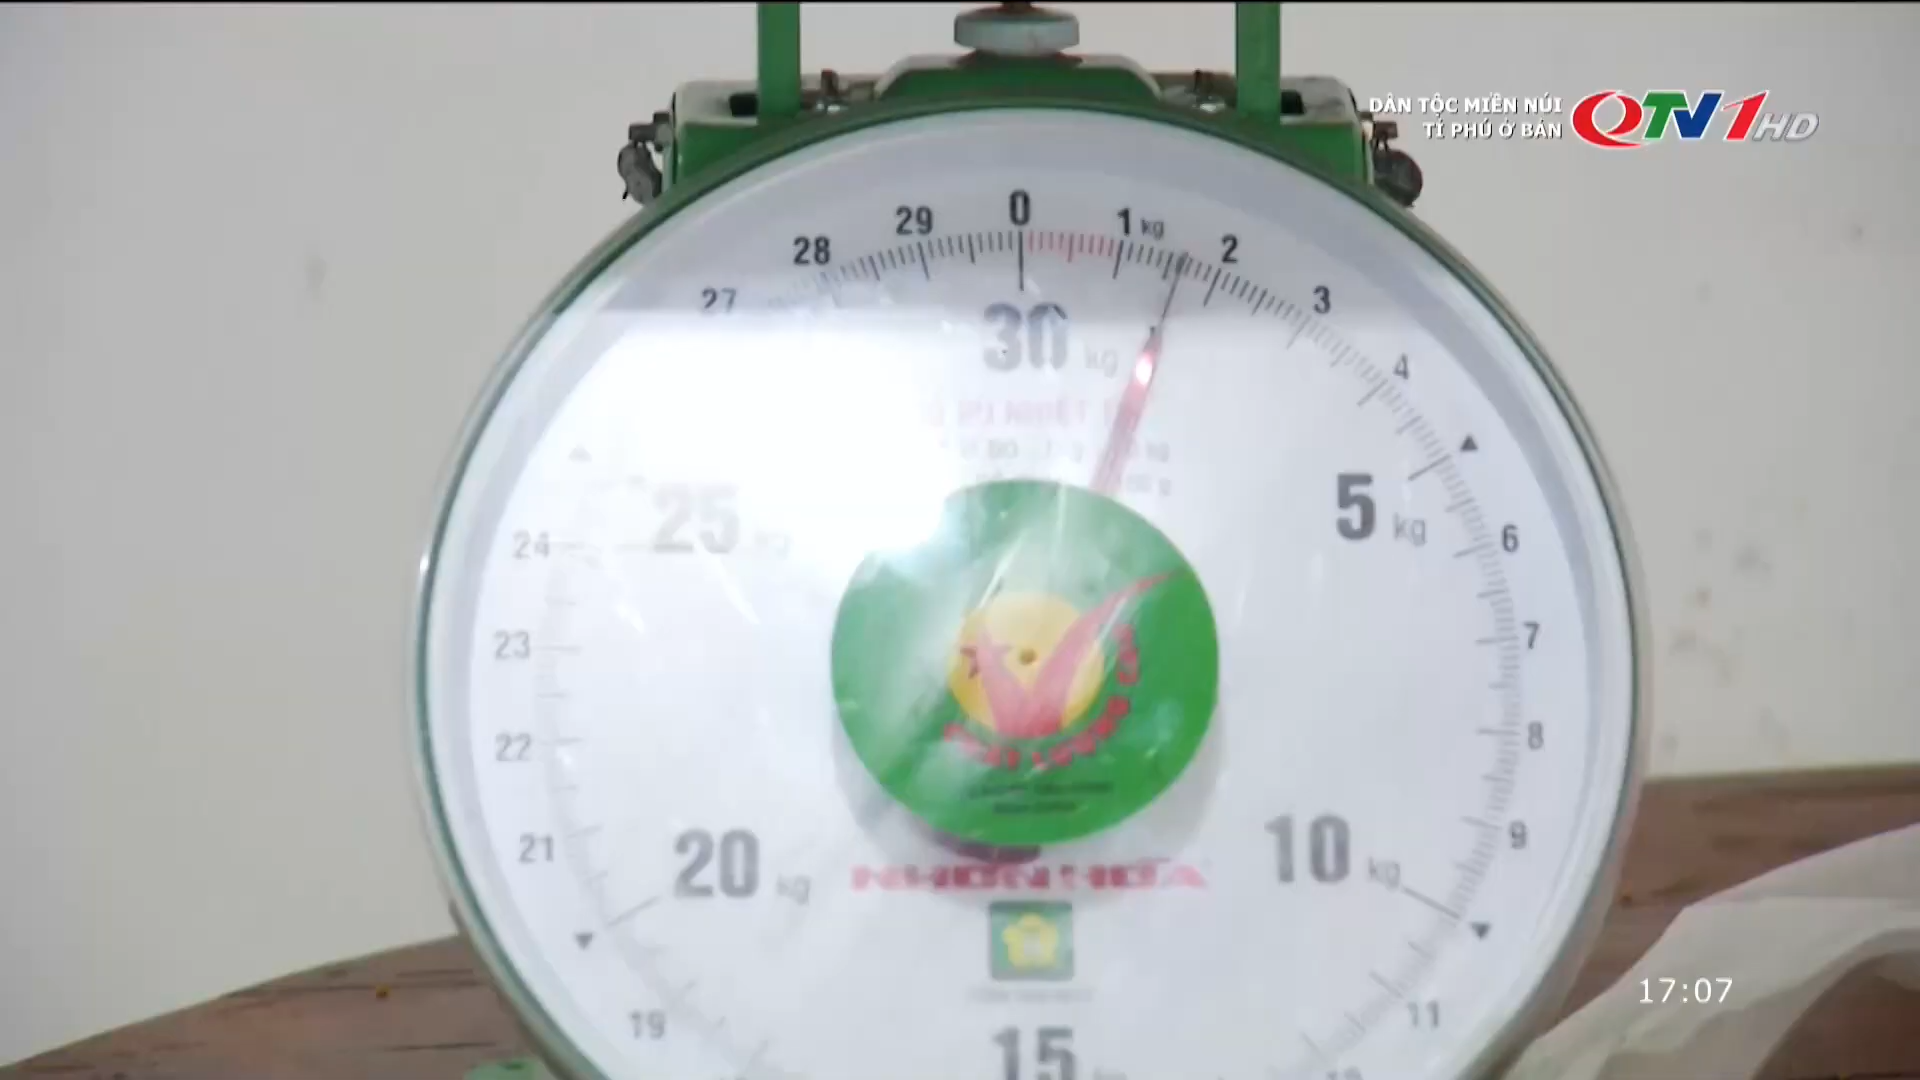 DÂN TỘC MIỀN NÚI
TỈ PHÚ Ở BẢN
QTV1HD
0
29
1 kg
28
2
27
3
30 kg
4
25 kg
5 kg
24
6
23
7
22
8
21
9
20 kg
10 kg
NHƠN HÒA
19
11
15
17:07